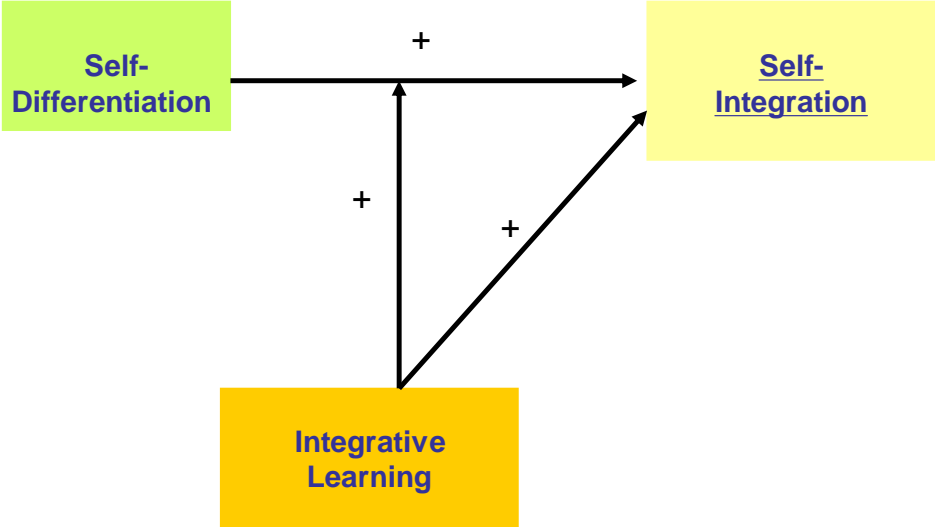 +
Self-
Differentiation
Self-
Integration
+
+
Integrative
Learning